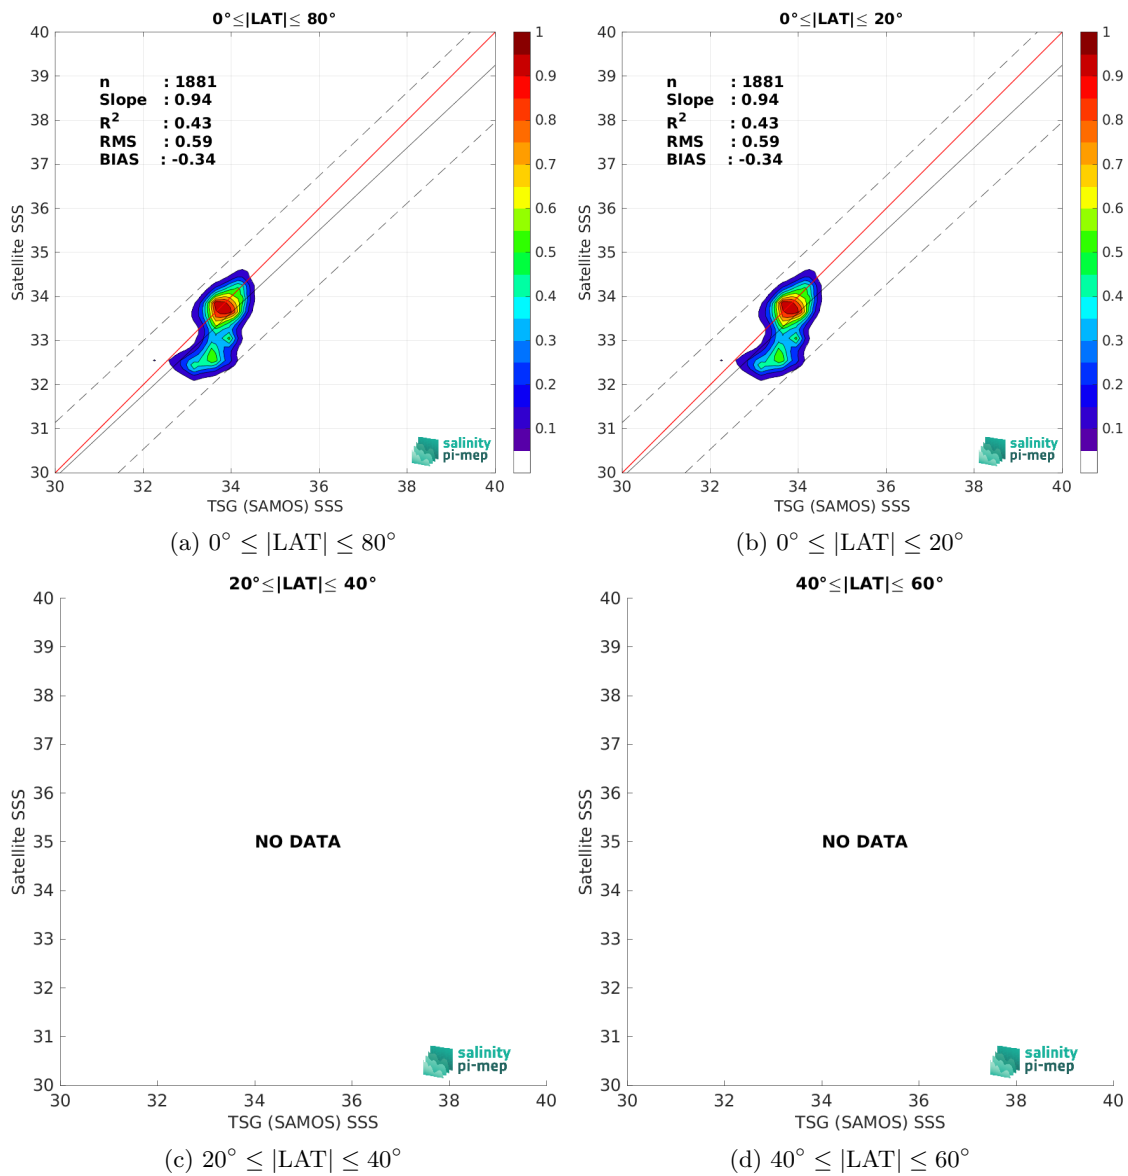 0°≤|LAT|≤ 80°
40
39
38
37
36
35
34
33
32
31
30
Satellite SSS
n : 1881
Slope : 0.94
R² : 0.43
RMS : 0.59
BIAS : -0.34
salinity
pi-mep
30 32 34 36 38 40
TSG (SAMOS) SSS
1
0.9
0.8
0.7
0.6
0.5
0.4
0.3
0.2
0.1
(a) 0° ≤ |LAT| ≤ 80°
0°≤|LAT|≤ 20°
40
39
38
37
36
35
34
33
32
31
30
Satellite SSS
n : 1881
Slope : 0.94
R² : 0.43
RMS : 0.59
BIAS : -0.34
salinity
pi-mep
30 32 34 36 38 40
TSG (SAMOS) SSS
1
0.9
0.8
0.7
0.6
0.5
0.4
0.3
0.2
0.1
(b) 0° ≤ |LAT| ≤ 20°
20°≤|LAT|≤ 40°
40
39
38
37
36
35
34
33
32
31
30
Satellite SSS
NO DATA
salinity
pi-mep
30 32 34 36 38 40
TSG (SAMOS) SSS
(c) 20° ≤ |LAT| ≤ 40°
40°≤|LAT|≤ 60°
40
39
38
37
36
35
34
33
32
31
30
Satellite SSS
NO DATA
salinity
pi-mep
30 32 34 36 38 40
TSG (SAMOS) SSS
(d) 40° ≤ |LAT| ≤ 60°